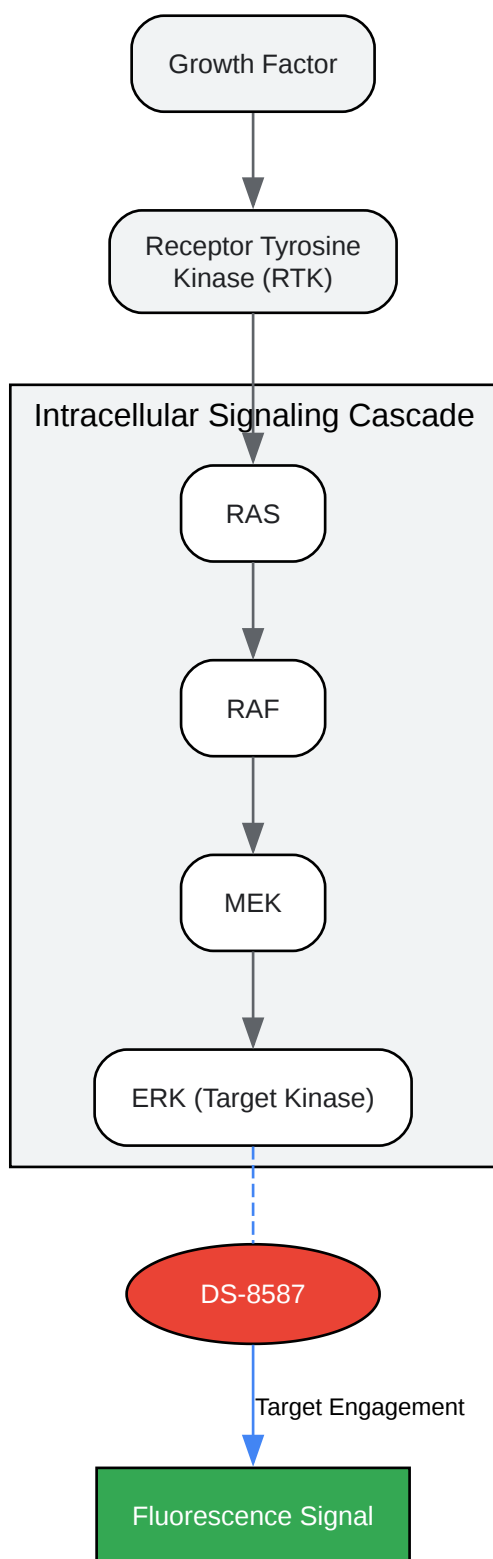 Growth Factor
Receptor Tyrosine
Kinase (RTK)
Intracellular Signaling Cascade
RAS
RAF
MEK
ERK (Target Kinase)
DS-8587
Target Engagement
Fluorescence Signal